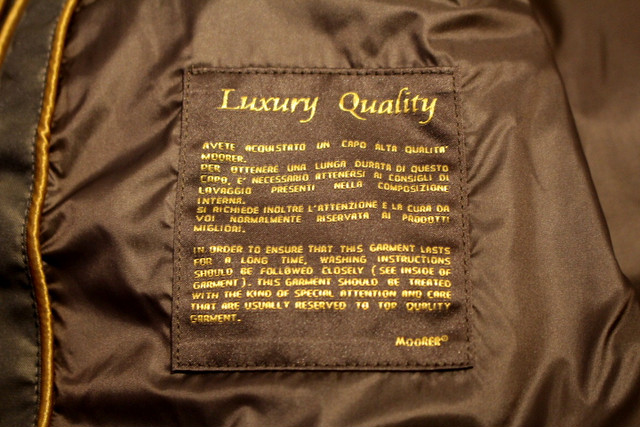 Luxury Quality
AVETE ACQUISTATO UN CAPO ALTA QUALITA'
MOORER.
PER OTTENERE UNA LUNGA DURATA DI QUESTO
CAPO, E' NECESSARIO ATTENERSI AI CONSIGLI DI
LAVAGGIO PRESENTI NELLA COMPOSIZIONE
INTERNA.
SI RICHIEDE INOLTRE L'ATTENZIONE E LA CURA DA
VOI NORMALMENTE RISERVATA AI PRODOTTI
MIGLIORI.
IN ORDER TO ENSURE THAT THIS GARMENT LASTS
FOR A LONG TIME, WASHING INSTRUCTIONS
SHOULD BE FOLLOWED CLOSELY (SEE INSIDE OF
GARMENT). THIS GARMENT SHOULD BE TREATED
WITH THE KIND OF SPECIAL ATTENTION AND CARE
THAT ARE USUALLY RESERVED TO TOP QUALITY
GARMENT.
MOORER®